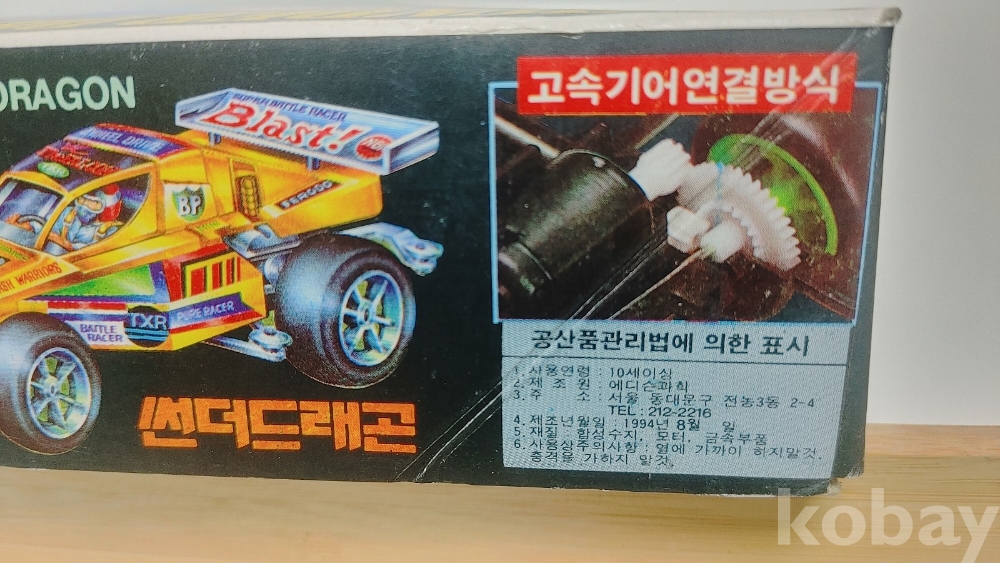 DRAGON
SUPER BATTLE RACER
Blast!
4WHEEL DRIVE
BP
WARRIORS
BATTLE
RACER
TXR
PURE RACER
썬더드래곤
고속기어연결방식
공산품관리법에 의한 표시
1. 사용연령 : 10세이상
2. 제 조 원 : 에디슨과학
3. 주 소 : 서울 동대문구 전농3동 2-4
TEL : 212-2216
4. 제조년월일 : 1994년 8월 일
5. 재질 : 합성수지, 모터, 금속부품
6. 사용상주의사항 : 열에 가까이 하지말것.
충격을 가하지 말것.
kobay